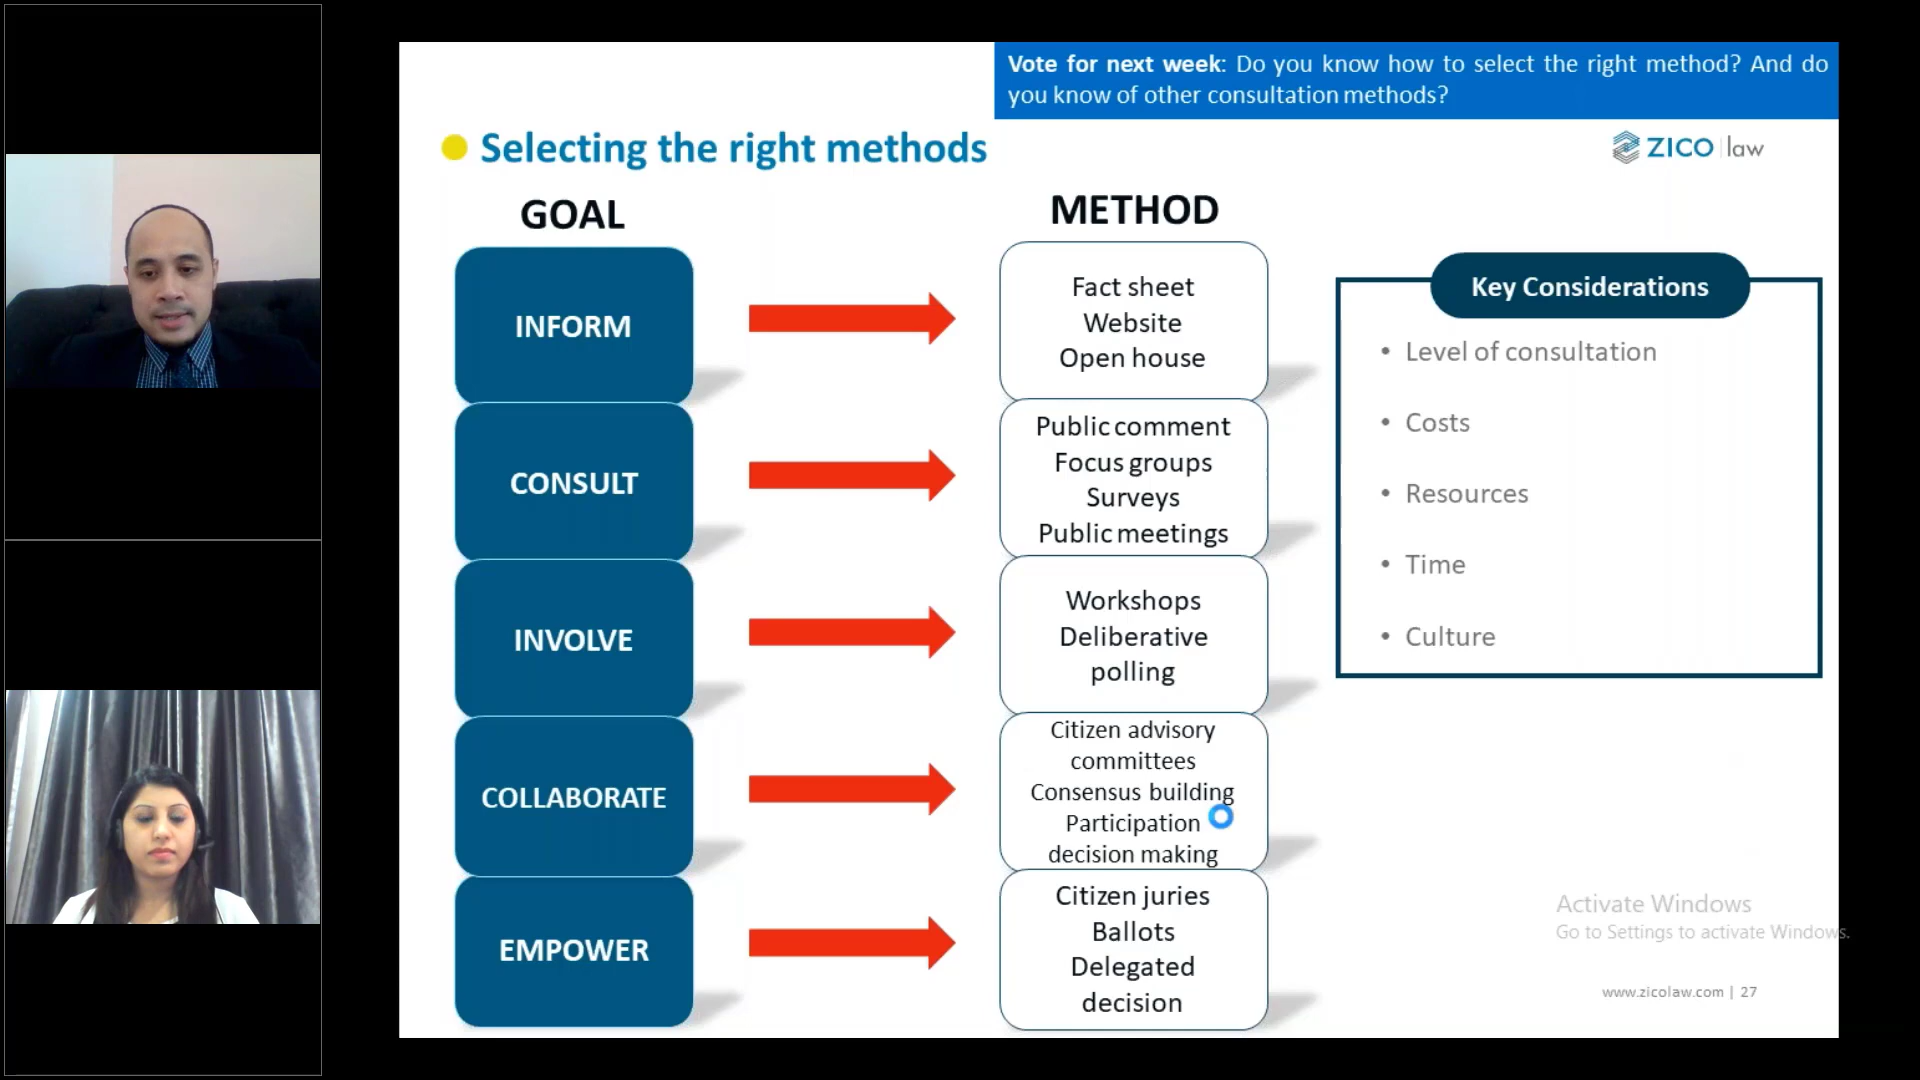 Vote for next week: Do you know how to select the right method? And do
you know of other consultation methods?
Selecting the right methods
ZICO law
GOAL
METHOD
INFORM
Fact sheet
Website
Open house
CONSULT
Public comment
Focus groups
Surveys
Public meetings
INVOLVE
Workshops
Deliberative
polling
COLLABORATE
Citizen advisory
committees
Consensus building
Participation
decision making
EMPOWER
Citizen juries
Ballots
Delegated
decision
Key Considerations
• Level of consultation
• Costs
• Resources
• Time
• Culture
Activate Windows
Go to Settings to activate Windows.
www.zicolaw.com | 27